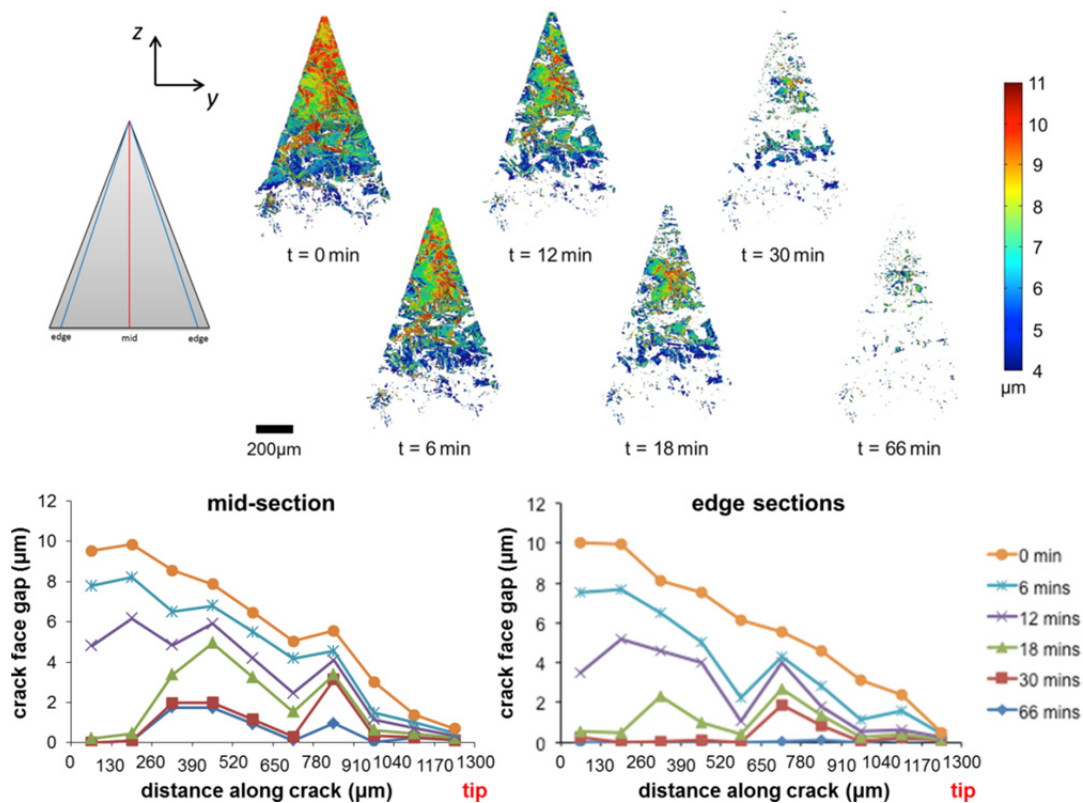 z
y
edge
mid
edge
t = 0 min
t = 12 min
t = 30 min
t = 6 min
t = 18 min
t = 66 min
200μm
11
10
9
8
7
6
5
4
μm
mid-section
crack face gap (μm)
12
10
8
6
4
2
0
0 130 260 390 520 650 780 910 1040 1170 1300
distance along crack (μm)
tip
edge sections
crack face gap (μm)
12
10
8
6
4
2
0
0 130 260 390 520 650 780 910 1040 1170 1300
distance along crack (μm)
tip
0 min
6 mins
12 mins
18 mins
30 mins
66 mins